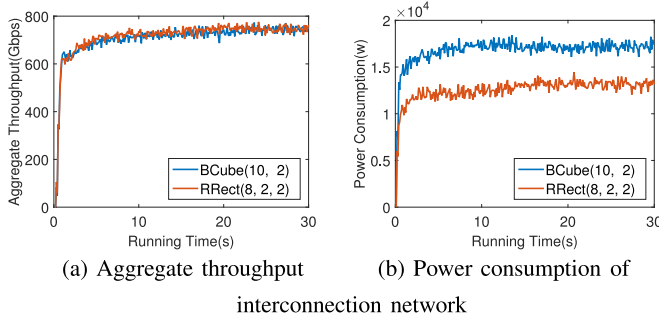 800
600
400
200
0
Aggregate Throughput(Gbps)
BCube(10, 2)
RRect(8, 2, 2)
0 10 20 30
Running Time(s)
(a) Aggregate throughput
×10⁴
2
1.5
1
0.5
0
Power Consumption(w)
BCube(10, 2)
RRect(8, 2, 2)
0 10 20 30
Running Time(s)
(b) Power consumption of
interconnection network